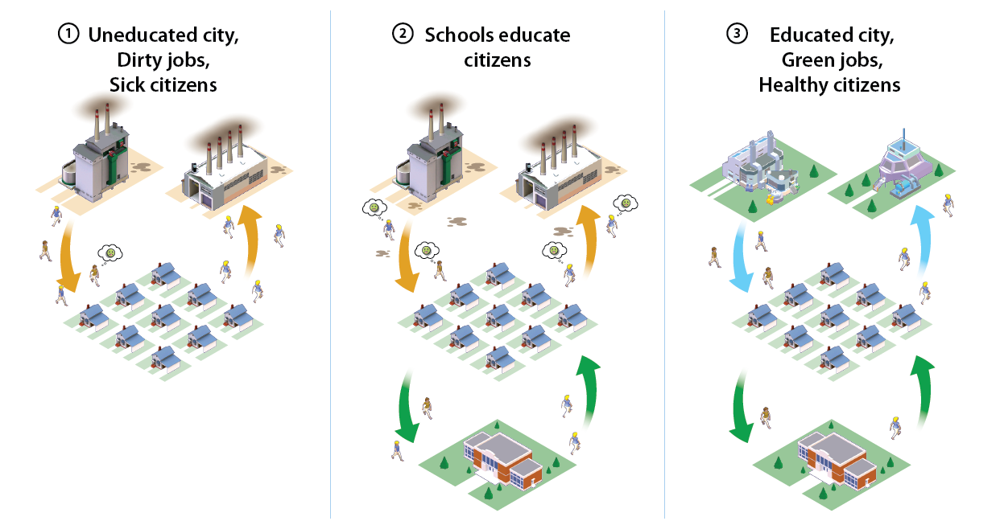 1 Uneducated city,
Dirty jobs,
Sick citizens
2 Schools educate
citizens
3 Educated city,
Green jobs,
Healthy citizens